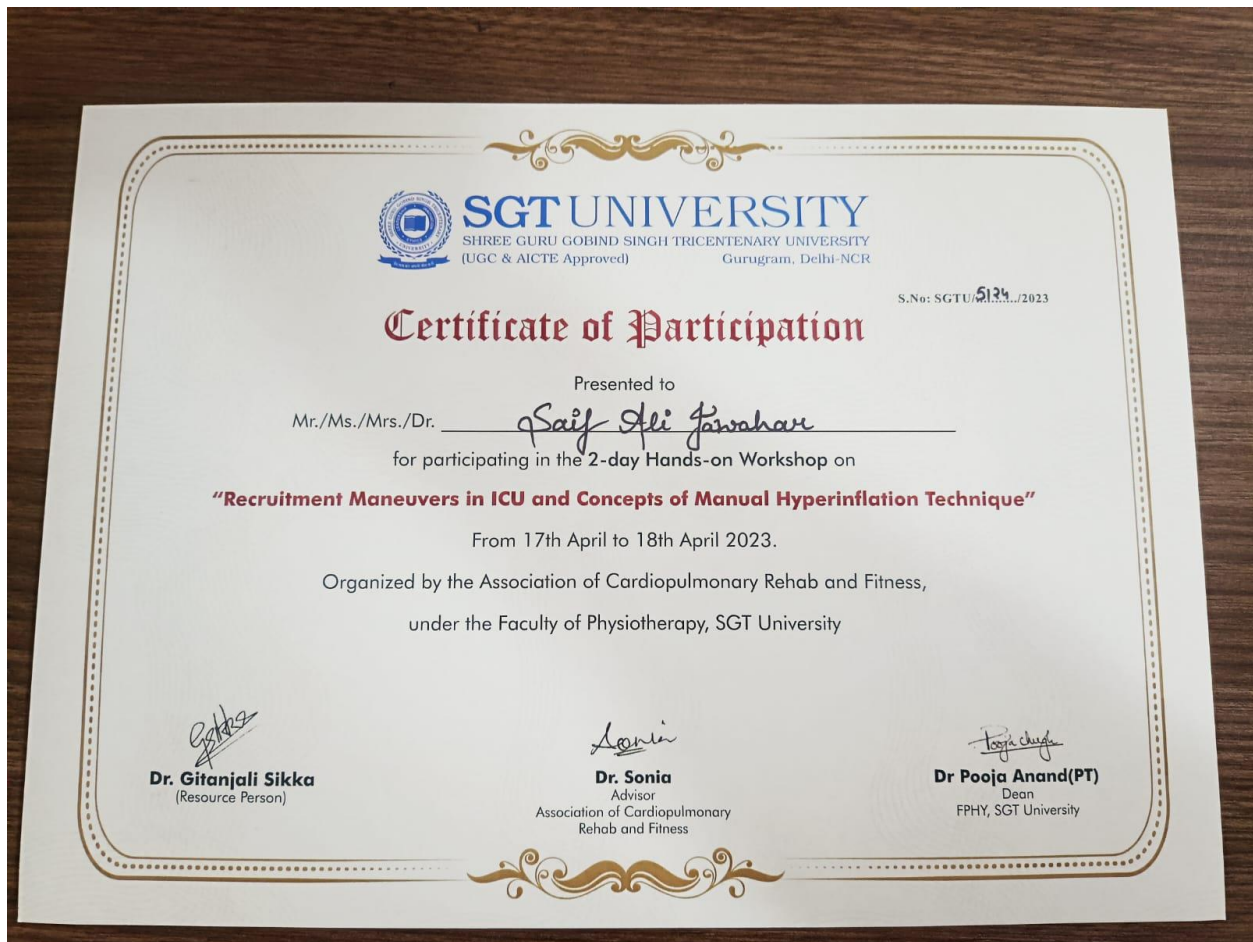 SGT UNIVERSITY
SHREE GURU GOBIND SINGH TRICENTENARY UNIVERSITY
(UGC & AICTE Approved) Gurugram, Delhi-NCR
S.No: SGTU/5134/2023
Certificate of Participation
Presented to
Mr./Ms./Mrs./Dr. Saif Ali Jawahar
for participating in the 2-day Hands-on Workshop on
“Recruitment Maneuvers in ICU and Concepts of Manual Hyperinflation Technique”
From 17th April to 18th April 2023.
Organized by the Association of Cardiopulmonary Rehab and Fitness,
under the Faculty of Physiotherapy, SGT University
Sonia
Pooja Chugh
Dr. Gitanjali Sikka
(Resource Person)
Dr. Sonia
Advisor
Association of Cardiopulmonary
Rehab and Fitness
Dr Pooja Anand(PT)
Dean
FPHY, SGT University